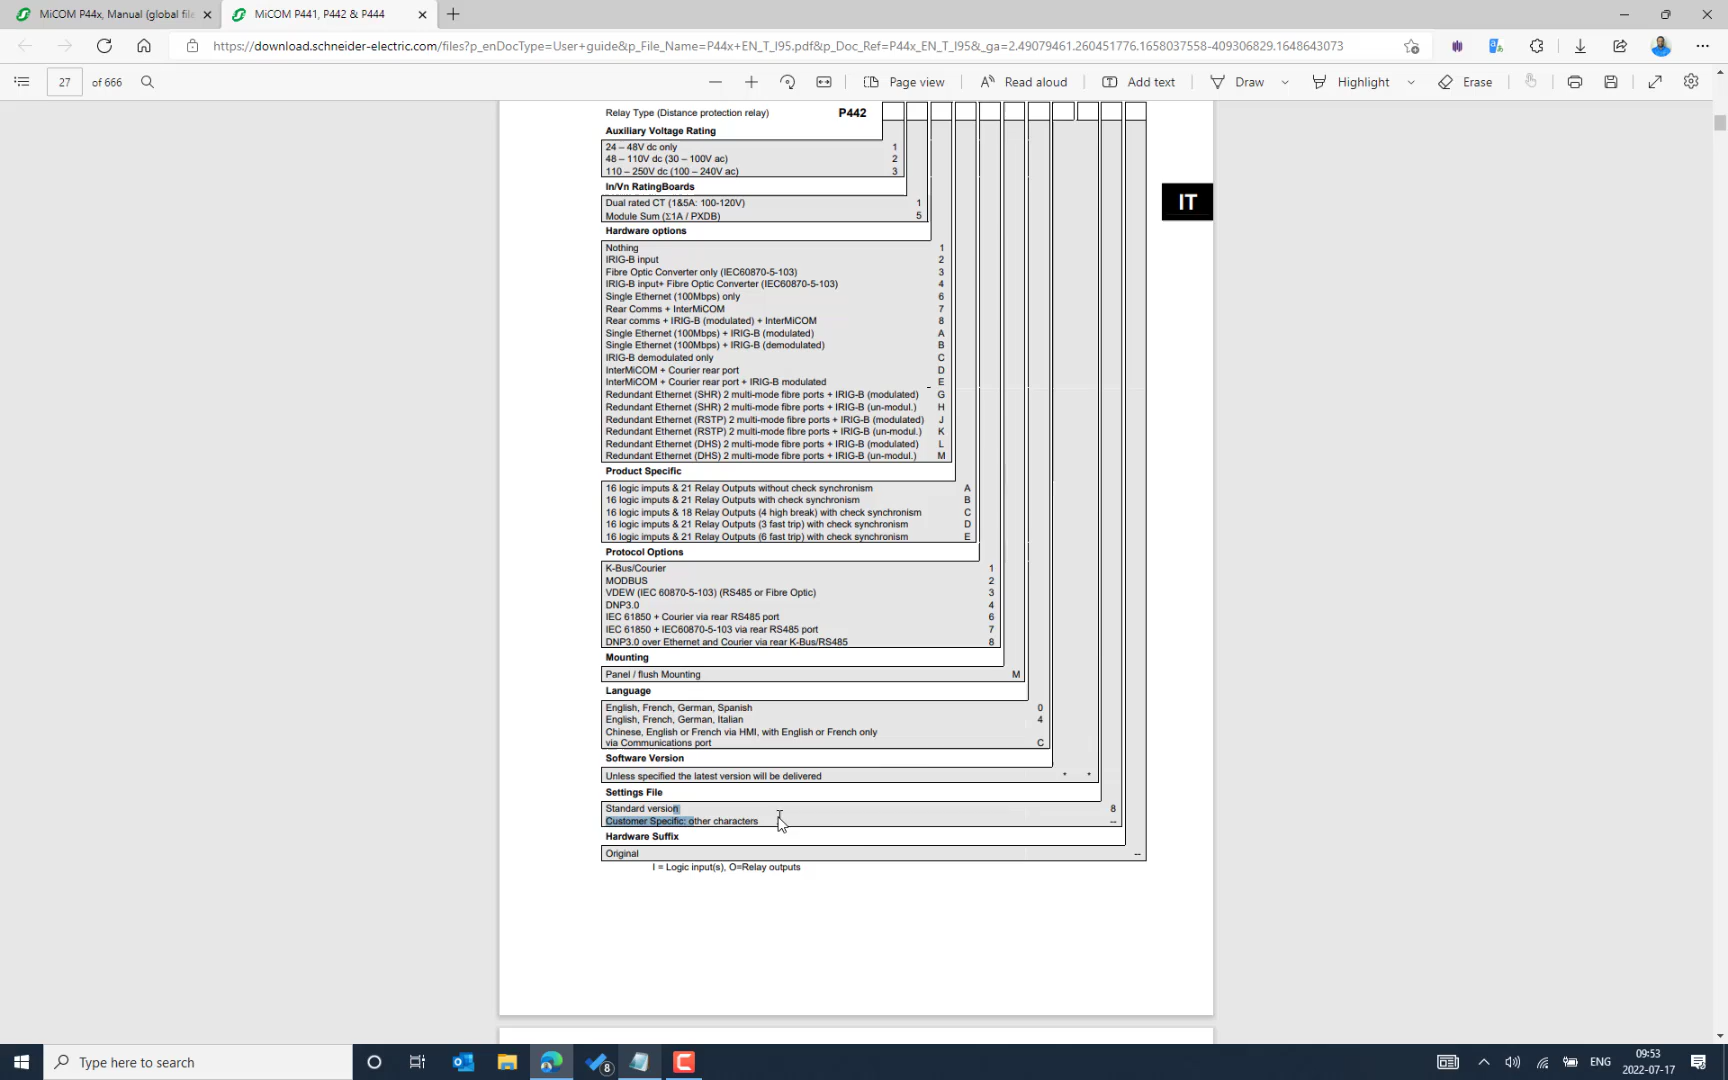 MiCOM P44x, Manual (global file
MiCOM P441, P442 & P444
https://download.schneider-electric.com/files?p_enDocType=User+guide&p_File_Name=P44x+EN_T_I95.pdf&p_Doc_Ref=P44x_EN_T_I95&_ga=2.49079461.260451776.1658037558-409306829.1648643073
27 of 666
Page view
Read aloud
Add text
Draw
Highlight
Erase
Relay Type (Distance protection relay) P442
Auxiliary Voltage Rating
24 – 48V dc only 1
48 – 110V dc (30 – 100V ac) 2
110 – 250V dc (100 – 240V ac) 3
In/Vn RatingBoards
Dual rated CT (1&5A: 100-120V) 1
Module Sum (Σ1A / PXDB) 5
Hardware options
Nothing 1
IRIG-B input 2
Fibre Optic Converter only (IEC60870-5-103) 3
IRIG-B input+ Fibre Optic Converter (IEC60870-5-103) 4
Single Ethernet (100Mbps) only 6
Rear Comms + InterMiCOM 7
Rear comms + IRIG-B (modulated) + InterMiCOM 8
Single Ethernet (100Mbps) + IRIG-B (modulated) A
Single Ethernet (100Mbps) + IRIG-B (demodulated) B
IRIG-B demodulated only C
InterMiCOM + Courier rear port D
InterMiCOM + Courier rear port + IRIG-B modulated E
Redundant Ethernet (SHR) 2 multi-mode fibre ports + IRIG-B (modulated) G
Redundant Ethernet (SHR) 2 multi-mode fibre ports + IRIG-B (un-modul.) H
Redundant Ethernet (RSTP) 2 multi-mode fibre ports + IRIG-B (modulated) J
Redundant Ethernet (RSTP) 2 multi-mode fibre ports + IRIG-B (un-modul.) K
Redundant Ethernet (DHS) 2 multi-mode fibre ports + IRIG-B (modulated) L
Redundant Ethernet (DHS) 2 multi-mode fibre ports + IRIG-B (un-modul.) M
Product Specific
16 logic imputs & 21 Relay Outputs without check synchronism A
16 logic imputs & 21 Relay Outputs with check synchronism B
16 logic imputs & 18 Relay Outputs (4 high break) with check synchronism C
16 logic imputs & 21 Relay Outputs (3 fast trip) with check synchronism D
16 logic imputs & 21 Relay Outputs (6 fast trip) with check synchronism E
Protocol Options
K-Bus/Courier 1
MODBUS 2
VDEW (IEC 60870-5-103) (RS485 or Fibre Optic) 3
DNP3.0 4
IEC 61850 + Courier via rear RS485 port 6
IEC 61850 + IEC60870-5-103 via rear RS485 port 7
DNP3.0 over Ethernet and Courier via rear K-Bus/RS485 8
Mounting
Panel / flush Mounting M
Language
English, French, German, Spanish 0
English, French, German, Italian 4
Chinese, English or French via HMI, with English or French only
via Communications port C
Software Version
Unless specified the latest version will be delivered * *
Settings File
Standard version 8
Customer Specific: other characters --
Hardware Suffix
Original --
I = Logic input(s), O=Relay outputs
IT
Type here to search
8
ENG
09:53
2022-07-17